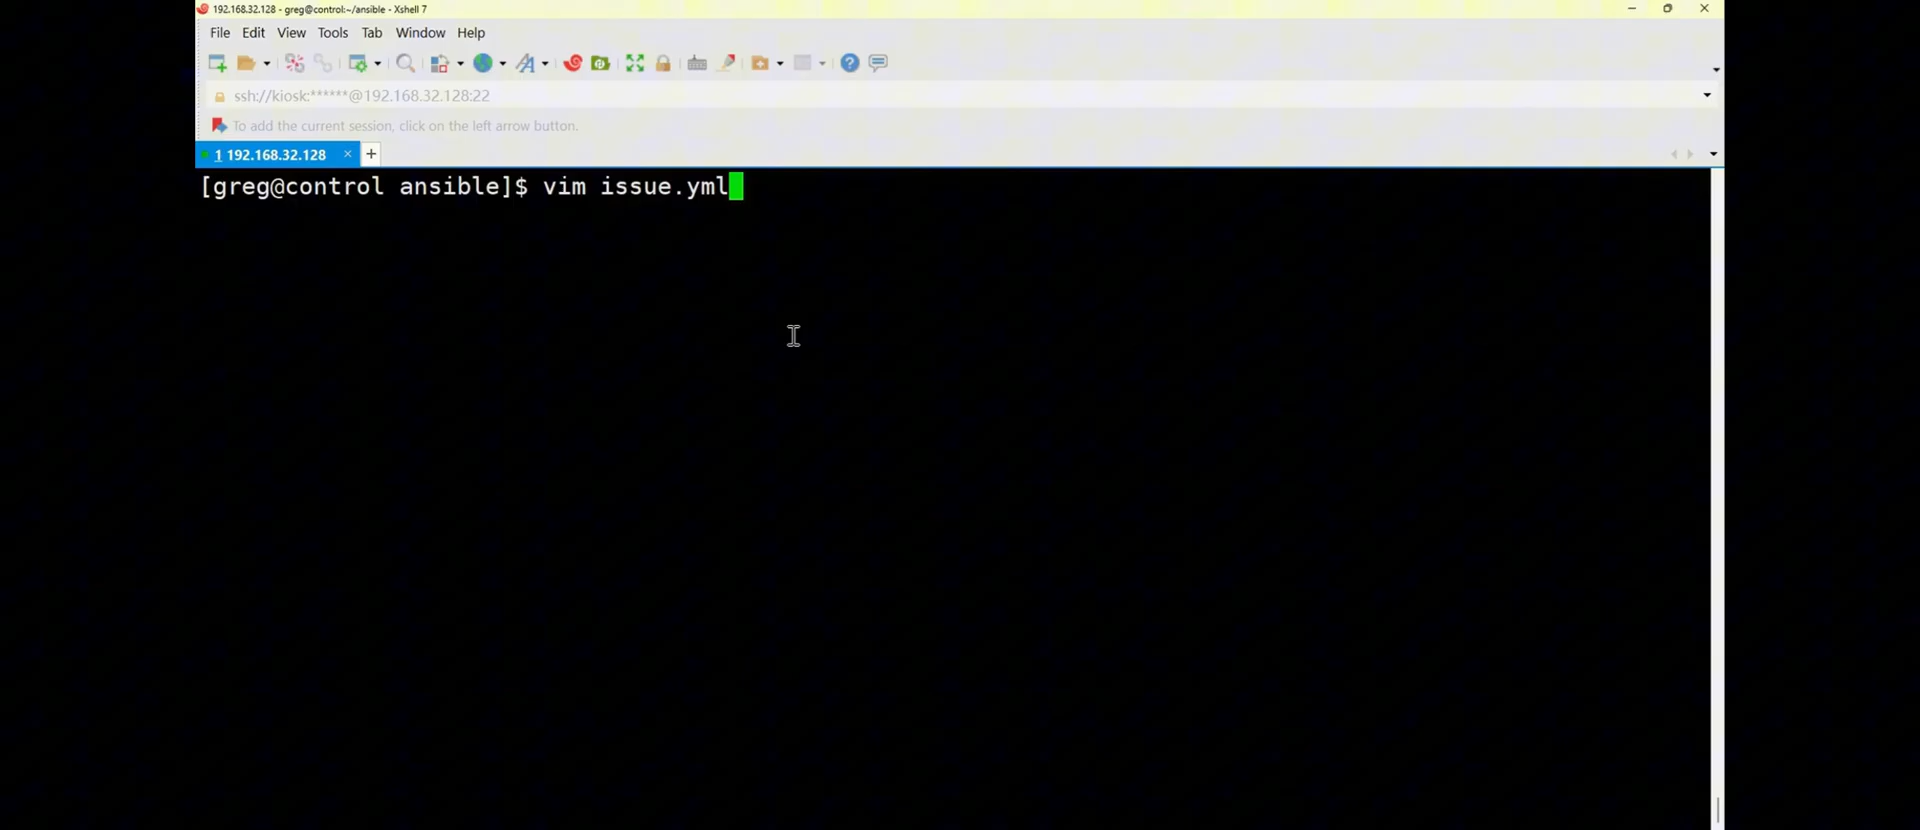 192.168.32.128 - greg@control:~/ansible - Xshell 7
File Edit View Tools Tab Window Help
ssh://kiosk:******@192.168.32.128:22
To add the current session, click on the left arrow button.
1 192.168.32.128 × +
[greg@control ansible]$ vim issue.yml